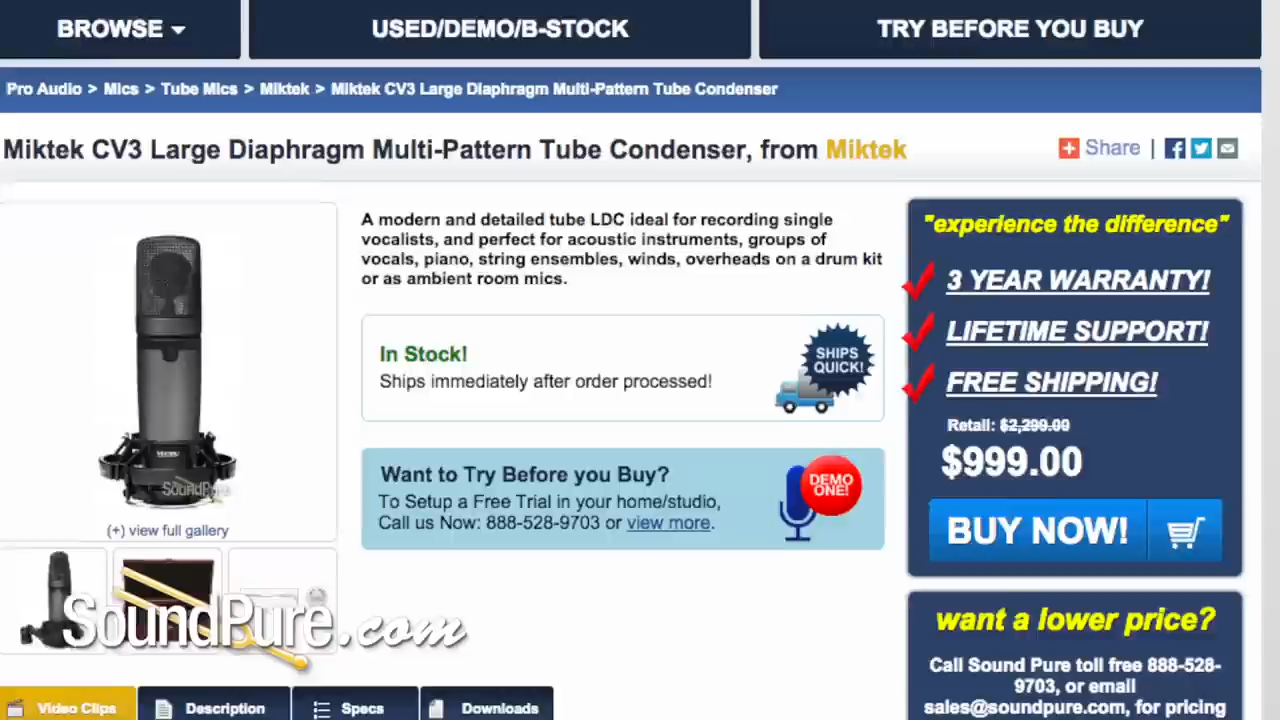 BROWSE
USED/DEMO/B-STOCK
TRY BEFORE YOU BUY
Pro Audio > Mics > Tube Mics > Miktek > Miktek CV3 Large Diaphragm Multi-Pattern Tube Condenser
Miktek CV3 Large Diaphragm Multi-Pattern Tube Condenser, from Miktek
Share |
A modern and detailed tube LDC ideal for recording single
vocalists, and perfect for acoustic instruments, groups of
vocals, piano, string ensembles, winds, overheads on a drum kit
or as ambient room mics.
In Stock!
Ships immediately after order processed!
SHIPS
QUICK!
Want to Try Before you Buy?
To Setup a Free Trial in your home/studio,
Call us Now: 888-528-9703 or view more.
DEMO
ONE!
SoundPure
(+) view full gallery
SoundPure.com
"experience the difference"
3 YEAR WARRANTY!
LIFETIME SUPPORT!
FREE SHIPPING!
Retail: $2,299.00
$999.00
BUY NOW!
want a lower price?
Call Sound Pure toll free 888-528-
9703, or email
sales@soundpure.com, for pricing
Video Clips
Description
Specs
Downloads